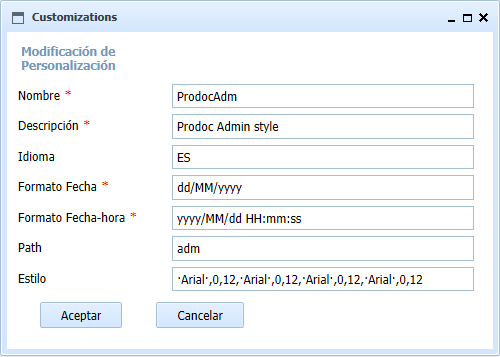 Customizations
Modificación de
Personalización
Nombre *
ProdocAdm
Descripción *
Prodoc Admin style
Idioma
ES
Formato Fecha *
dd/MM/yyyy
Formato Fecha-hora *
yyyy/MM/dd HH:mm:ss
Path
adm
Estilo
·Arial·,0,12,·Arial·,0,12,·Arial·,0,12,·Arial·,0,12
Aceptar
Cancelar